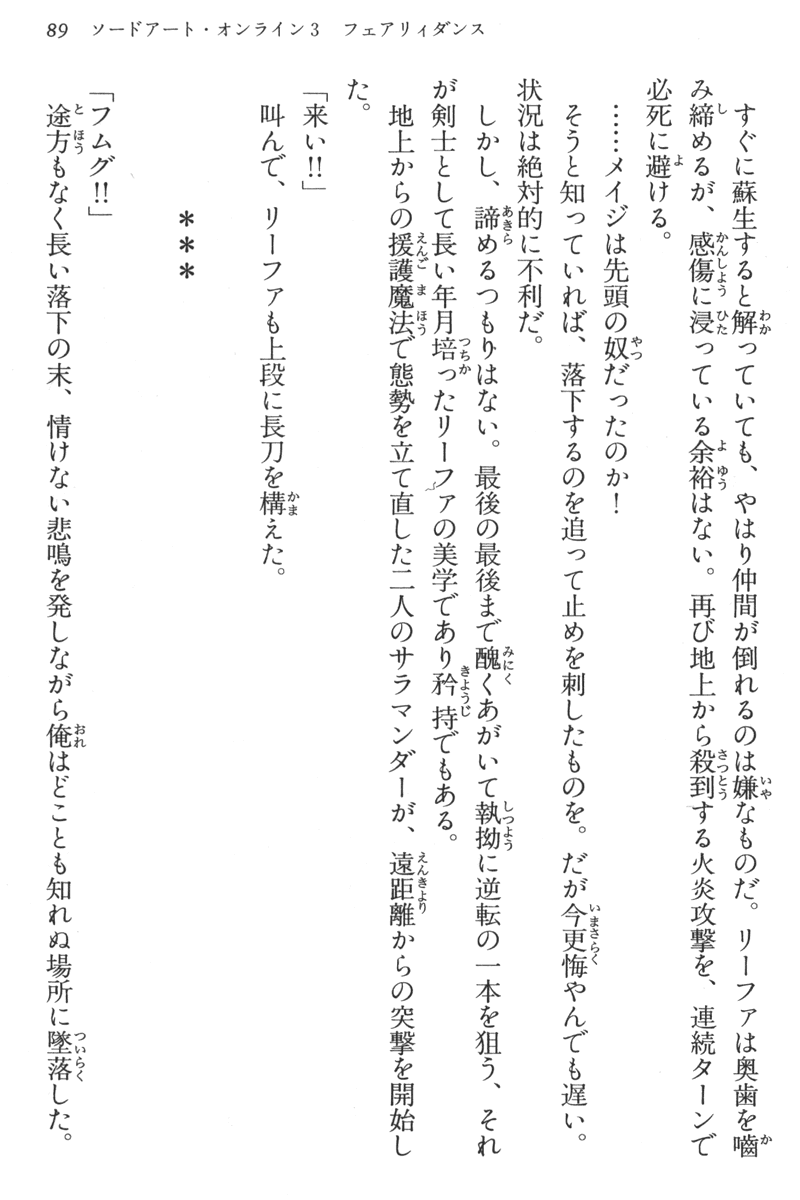 89 ソードアート・オンライン3 フェアリィダンス
すぐに蘇生すると解っていても、やはり仲間が倒れるのは嫌なものだ。リーファは奥歯を嚙
み締めるが、感傷に浸っている余裕はない。再び地上から殺到する火炎攻撃を、連続ターンで
必死に避ける。
……メイジは先頭の奴だったのか!
そうと知っていれば、落下するのを追って止めを刺したものを。だが今更悔やんでも遅い。
状況は絶対的に不利だ。
しかし、諦めるつもりはない。最後の最後まで醜くあがいて執拗に逆転の一本を狙う、それ
が剣士として長い年月培ったリーファの美学であり矜持でもある。
地上からの援護魔法で態勢を立て直した二人のサラマンダーが、遠距離からの突撃を開始し
た。
「来い!!」
叫んで、リーファも上段に長刀を構えた。
***
「フムグ!!」
途方もなく長い落下の末、情けない悲鳴を発しながら俺はどことも知れぬ場所に墜落した。